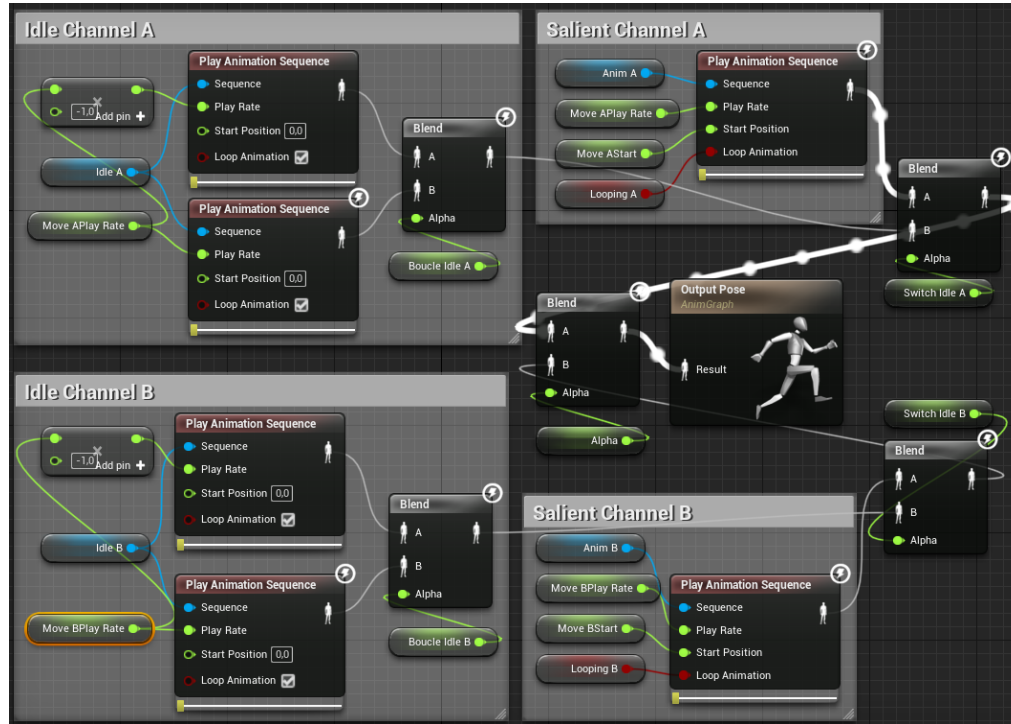 Idle Channel A
Play Animation Sequence
Sequence
Play Rate
Start Position 0,0
Loop Animation
-1,0
Add pin +
Idle A
Move APlay Rate
Play Animation Sequence
Sequence
Play Rate
Start Position 0,0
Loop Animation
Blend
A
B
Alpha
Boucle Idle A
Salient Channel A
Anim A
Move APlay Rate
Move AStart
Looping A
Play Animation Sequence
Sequence
Play Rate
Start Position
Loop Animation
Blend
A
B
Alpha
Switch Idle A
Blend
A
B
Alpha
Alpha
Output Pose
AnimGraph
Result
Idle Channel B
Play Animation Sequence
Sequence
Play Rate
Start Position 0,0
Loop Animation
-1,0
Add pin +
Idle B
Move BPlay Rate
Play Animation Sequence
Sequence
Play Rate
Start Position 0,0
Loop Animation
Blend
A
B
Alpha
Boucle Idle B
Switch Idle B
Blend
A
B
Alpha
Salient Channel B
Anim B
Move BPlay Rate
Move BStart
Looping B
Play Animation Sequence
Sequence
Play Rate
Start Position
Loop Animation